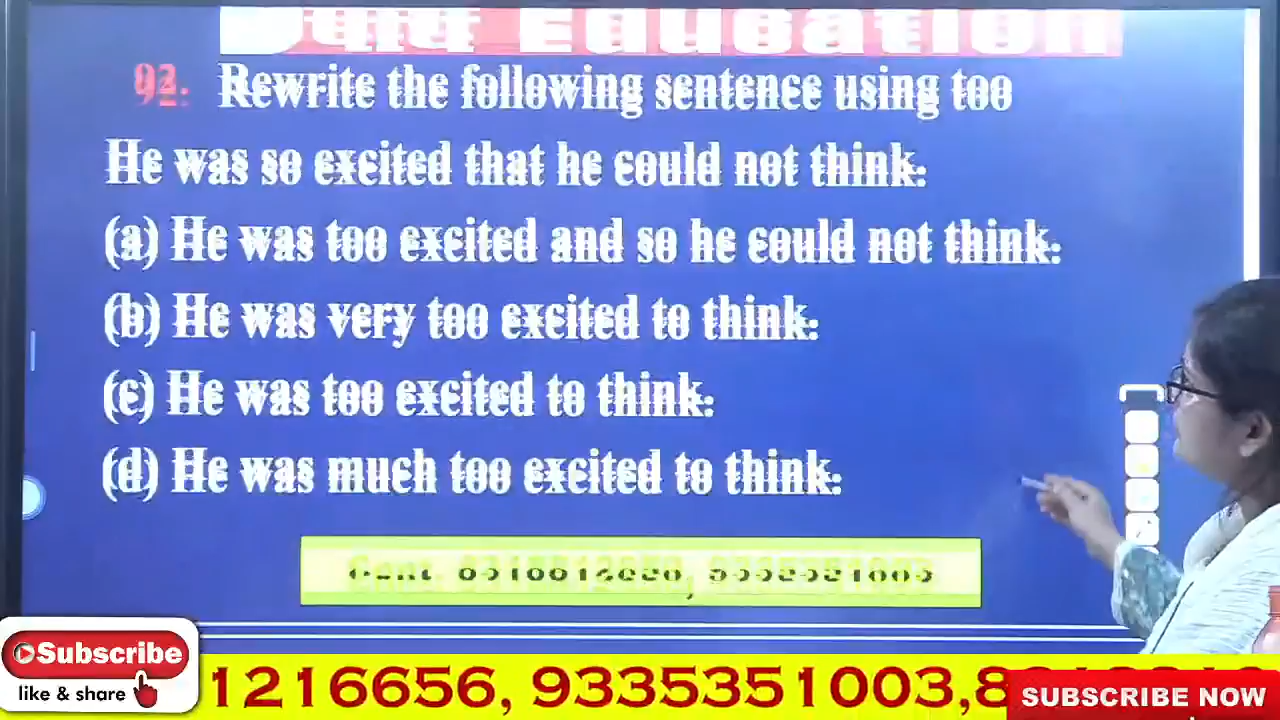 Education
Rewrite the following sentence using too
He was so excited that he could not think.
(a) He was too excited and so he could not think.
(b) He was very too excited to think.
(c) He was too excited to think.
(d) He was much too excited to think.
Subscribe
like & share
1216656, 9335351003,
SUBSCRIBE NOW